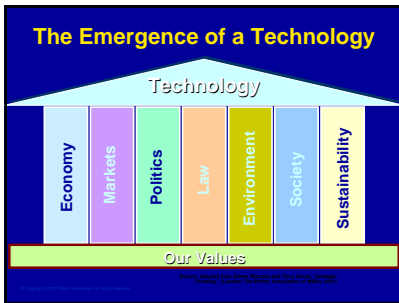 The Emergence of a Technology
Technology
Economy
Markets
Politics
Law
Environment
Society
Sustainability
Our Values